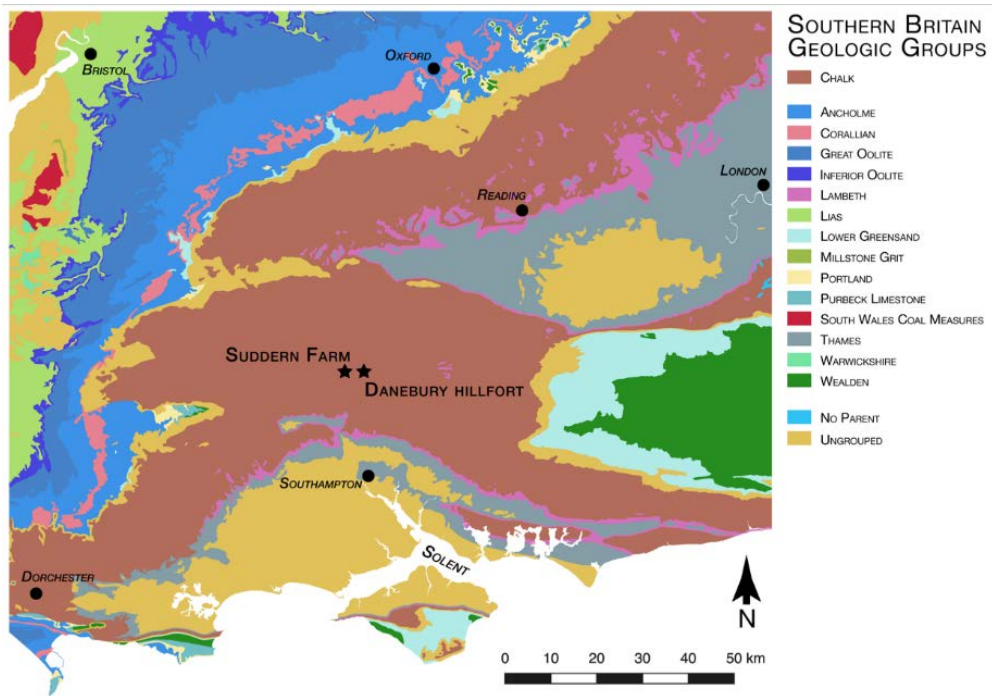 SOUTHERN BRITAIN
GEOLOGIC GROUPS
CHALK
ANCHOLME
CORALLIAN
GREAT OOLITE
INFERIOR OOLITE
LAMBETH
LIAS
LOWER GREENSAND
MILLSTONE GRIT
PORTLAND
PURBECK LIMESTONE
SOUTH WALES COAL MEASURES
THAMES
WARWICKSHIRE
WEALDEN
NO PARENT
UNGROUPED
BRISTOL
OXFORD
LONDON
READING
SUDDERN FARM
DANEBURY HILLFORT
SOUTHAMPTON
SOLENT
DORCHESTER
N
0 10 20 30 40 50 km